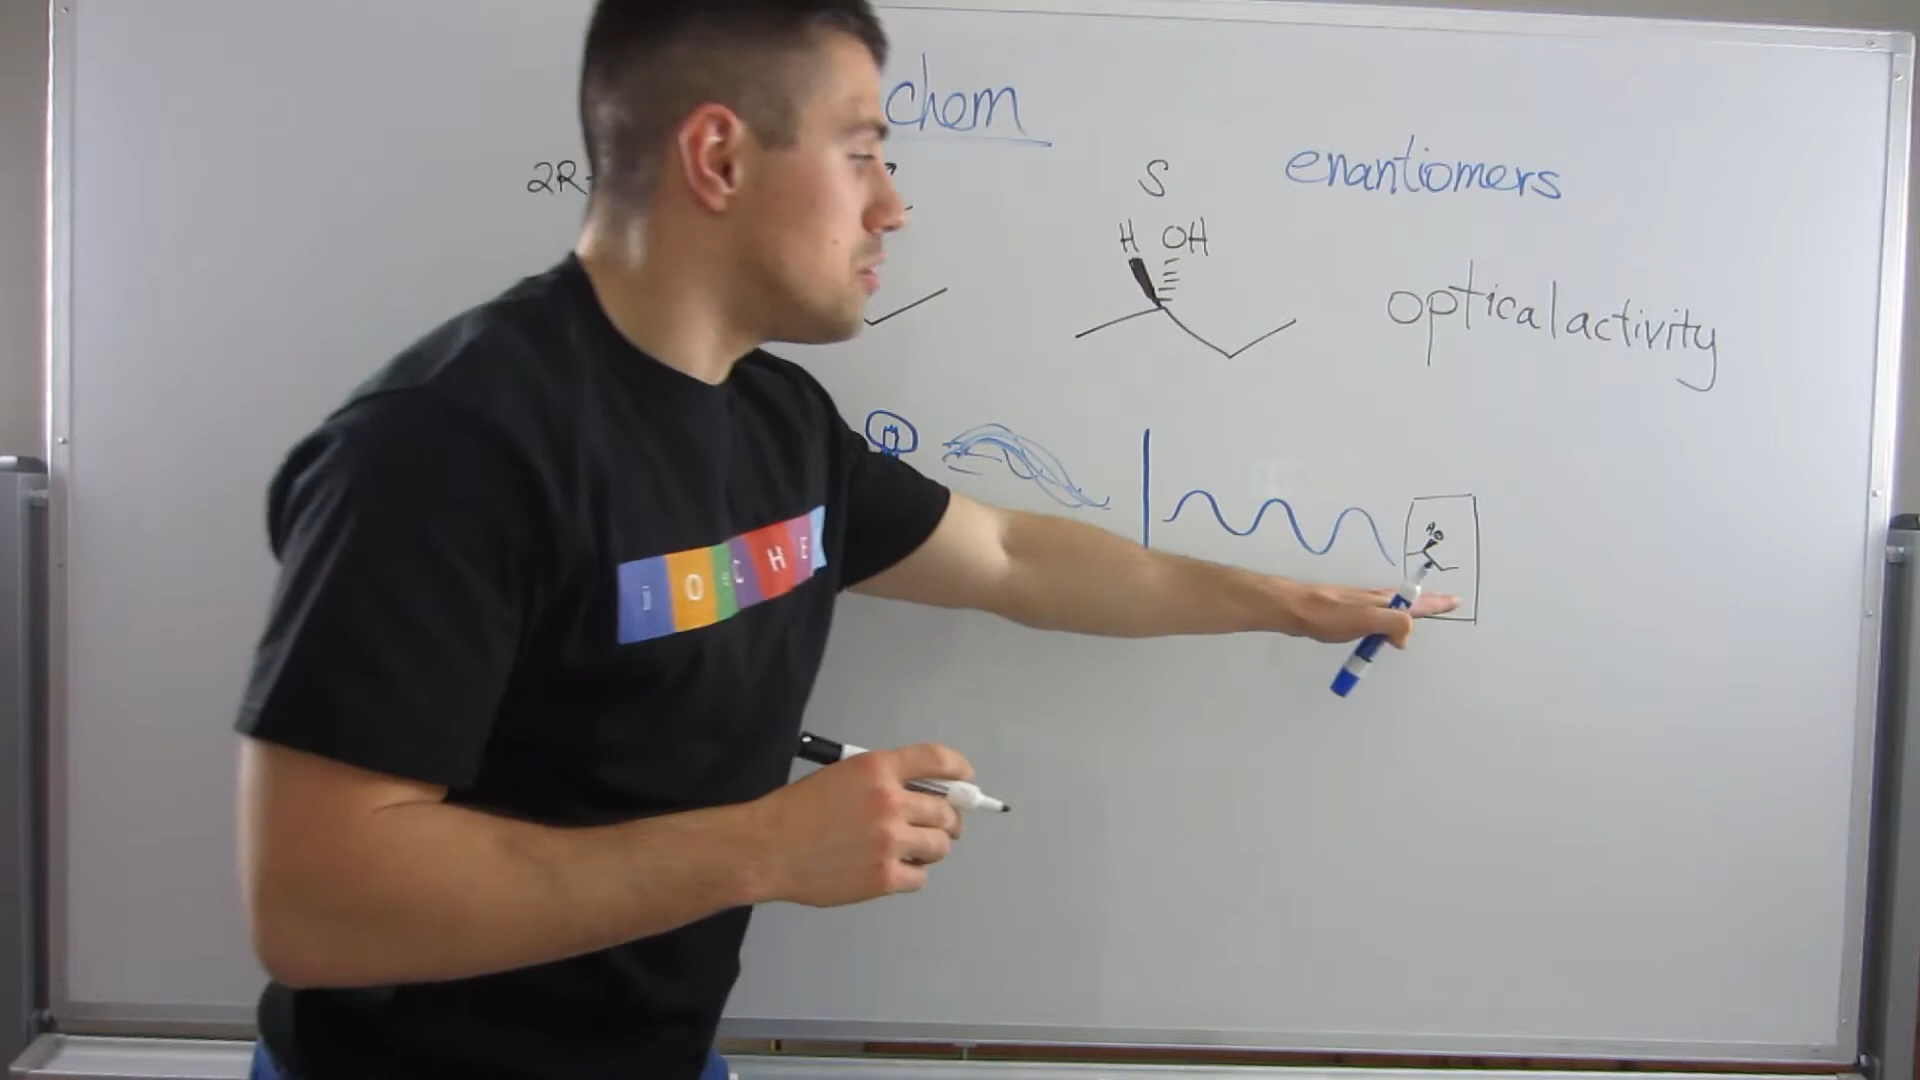 chem
2R-
S
enantiomers
H OH
optical activity
HO
IOCHE